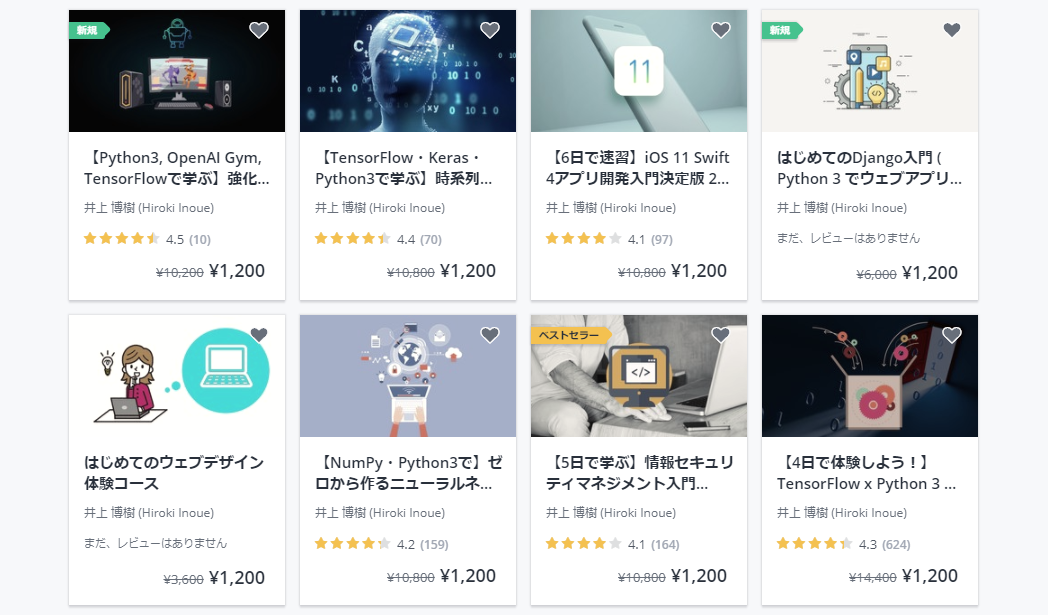 新規
【Python3, OpenAI Gym,
TensorFlowで学ぶ】強化...
井上 博樹 (Hiroki Inoue)
4.5 (10)
¥10,200 ¥1,200
【TensorFlow・Keras・
Python3で学ぶ】時系列...
井上 博樹 (Hiroki Inoue)
4.4 (70)
¥10,800 ¥1,200
11
【6日で速習】iOS 11 Swift
4アプリ開発入門決定版 2...
井上 博樹 (Hiroki Inoue)
4.1 (97)
¥10,800 ¥1,200
新規
はじめてのDjango入門 (
Python 3 でウェブアプリ...
井上 博樹 (Hiroki Inoue)
まだ、レビューはありません
¥6,000 ¥1,200
はじめてのウェブデザイン
体験コース
井上 博樹 (Hiroki Inoue)
まだ、レビューはありません
¥3,600 ¥1,200
【NumPy・Python3で】ゼ
ロから作るニューラルネ...
井上 博樹 (Hiroki Inoue)
4.2 (159)
¥10,800 ¥1,200
ベストセラー
</>
【5日で学ぶ】情報セキュリ
ティマネジメント入門...
井上 博樹 (Hiroki Inoue)
4.1 (164)
¥10,800 ¥1,200
【4日で体験しよう！】
TensorFlow x Python 3 ...
井上 博樹 (Hiroki Inoue)
4.3 (624)
¥14,400 ¥1,200